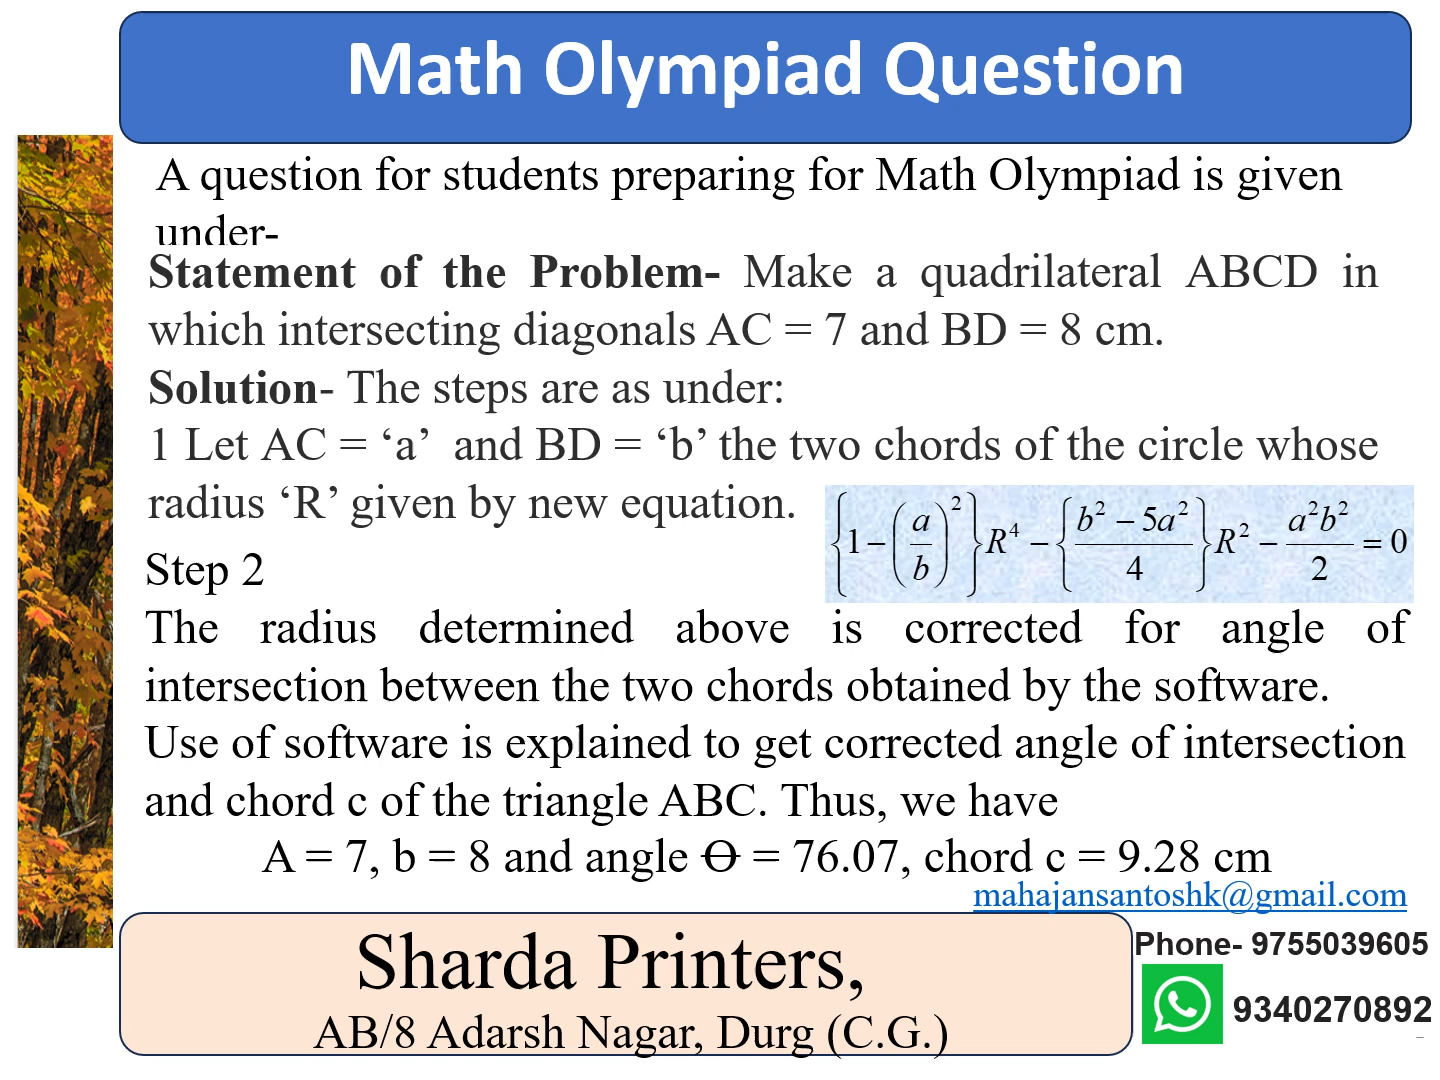 Math Olympiad Question
A question for students preparing for Math Olympiad is given
under-
Statement of the Problem- Make a quadrilateral ABCD in
which intersecting diagonals AC = 7 and BD = 8 cm.
Solution- The steps are as under:
1 Let AC = ‘a’ and BD = ‘b’ the two chords of the circle whose
radius ‘R’ given by new equation.
{1 − (a/b)²}R⁴ − {(b² − 5a²)/4}R² − a²b²/2 = 0
Step 2
The radius determined above is corrected for angle of
intersection between the two chords obtained by the software.
Use of software is explained to get corrected angle of intersection
and chord c of the triangle ABC. Thus, we have
A = 7, b = 8 and angle Ɵ = 76.07, chord c = 9.28 cm
mahajansantoshk@gmail.com
Sharda Printers,
AB/8 Adarsh Nagar, Durg (C.G.)
Phone- 9755039605
9340270892